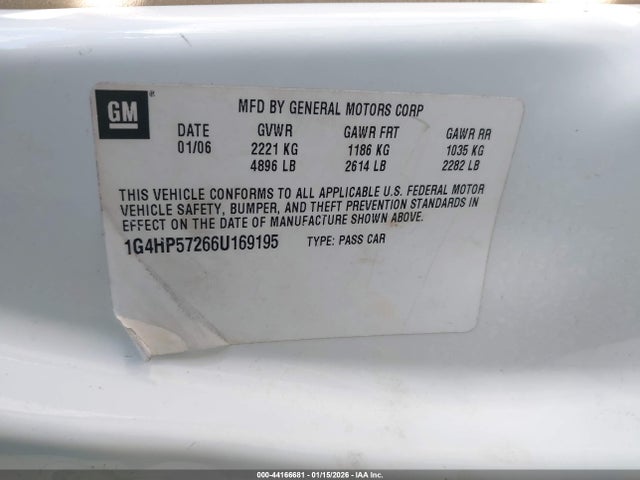 GM
MFD BY GENERAL MOTORS CORP
DATE GVWR GAWR FRT GAWR RR
01/06 2221 KG 1186 KG 1035 KG
4896 LB 2614 LB 2282 LB
THIS VEHICLE CONFORMS TO ALL APPLICABLE U.S. FEDERAL MOTOR
VEHICLE SAFETY, BUMPER, AND THEFT PREVENTION STANDARDS IN
EFFECT ON THE DATE OF MANUFACTURE SHOWN ABOVE.
1G4HP57266U169195 TYPE: PASS CAR
000-44166681 - 01/15/2026 - IAA Inc.